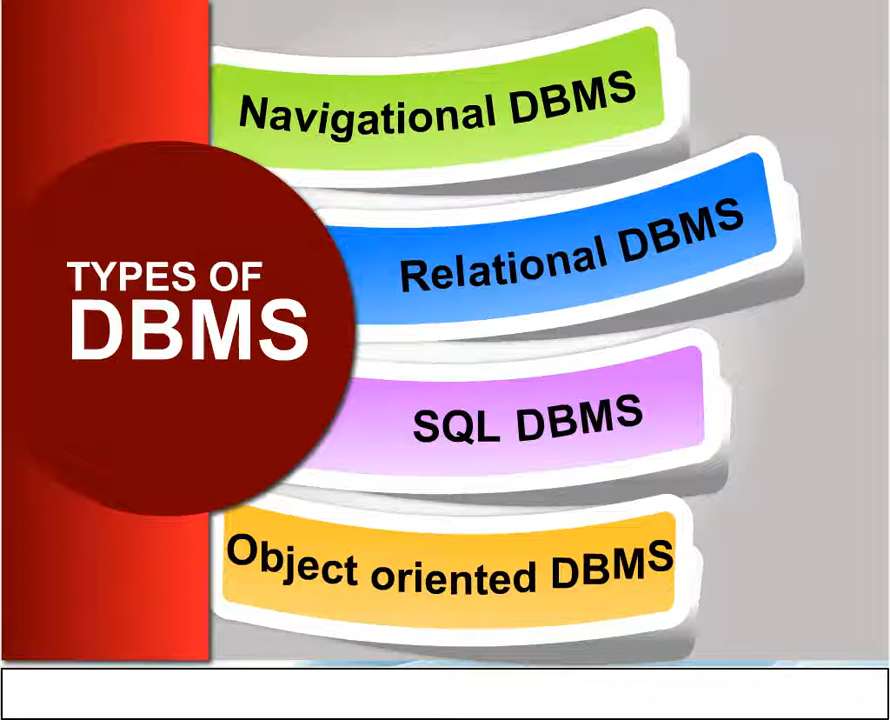 Navigational DBMS
Relational DBMS
TYPES OF
DBMS
SQL DBMS
Object oriented DBMS